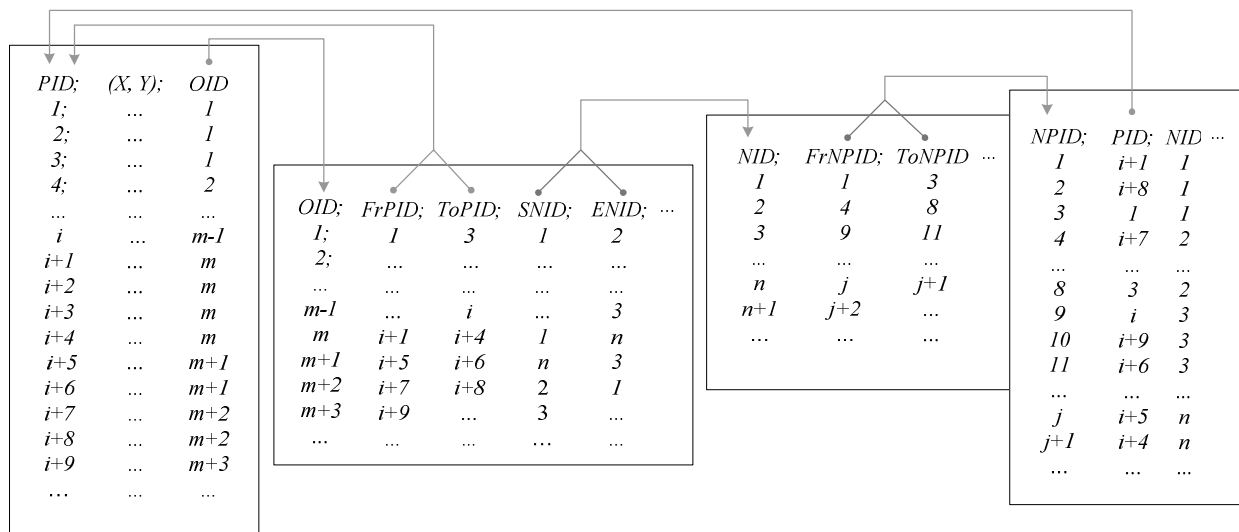 PID; (X, Y); OID
1; ... 1
2; ... 1
3; ... 1
4; ... 2
... ... ...
i ... m-1
i+1 ... m
i+2 ... m
i+3 ... m
i+4 ... m
i+5 ... m+1
i+6 ... m+1
i+7 ... m+2
i+8 ... m+2
i+9 ... m+3
... ... ...
OID; FrPID; ToPID; SNID; ENID; ...
1; 1 3 1 2
2; ... ... ... ...
... ... ... ... ...
m-1 ... i ... 3
m i+1 i+4 1 n
m+1 i+5 i+6 n 3
m+2 i+7 i+8 2 1
m+3 i+9 ... 3 ...
... ... ... ... ...
NID; FrNPID; ToNPID ...
1 1 3
2 4 8
3 9 11
... ... ...
n j j+1
n+1 j+2 ...
... ... ...
NPID; PID; NID ...
1 i+1 1
2 i+8 1
3 1 1
4 i+7 2
... ... ...
8 3 2
9 i 3
10 i+9 3
11 i+6 3
... ... ...
j i+5 n
j+1 i+4 n
... ... ...